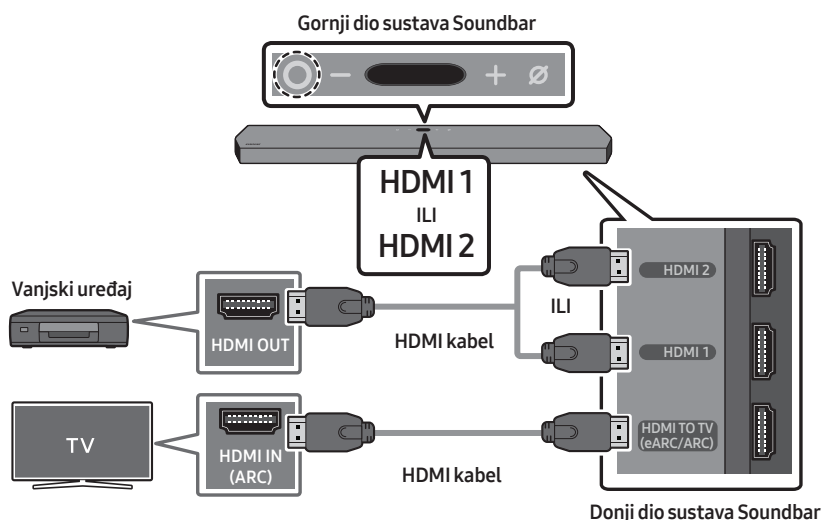 Gornji dio sustava Soundbar
HDMI 1
ILI
HDMI 2
Vanjski uređaj
HDMI OUT
HDMI kabel
ILI
HDMI 2
HDMI 1
TV
HDMI IN
(ARC)
HDMI kabel
HDMI TO TV
(eARC/ARC)
Donji dio sustava Soundbar